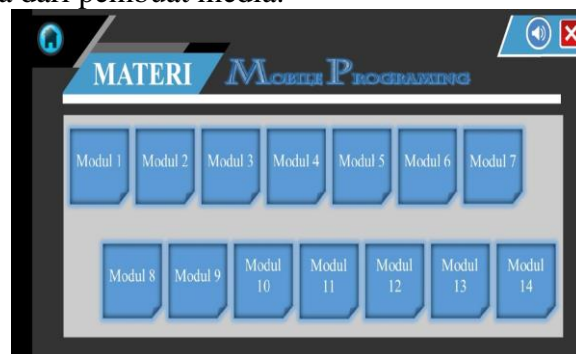 a dari pembuat media.
MATERI MOBILE PROGRAMING
Modul 1 Modul 2 Modul 3 Modul 4 Modul 5 Modul 6 Modul 7
Modul 8 Modul 9 Modul 10 Modul 11 Modul 12 Modul 13 Modul 14